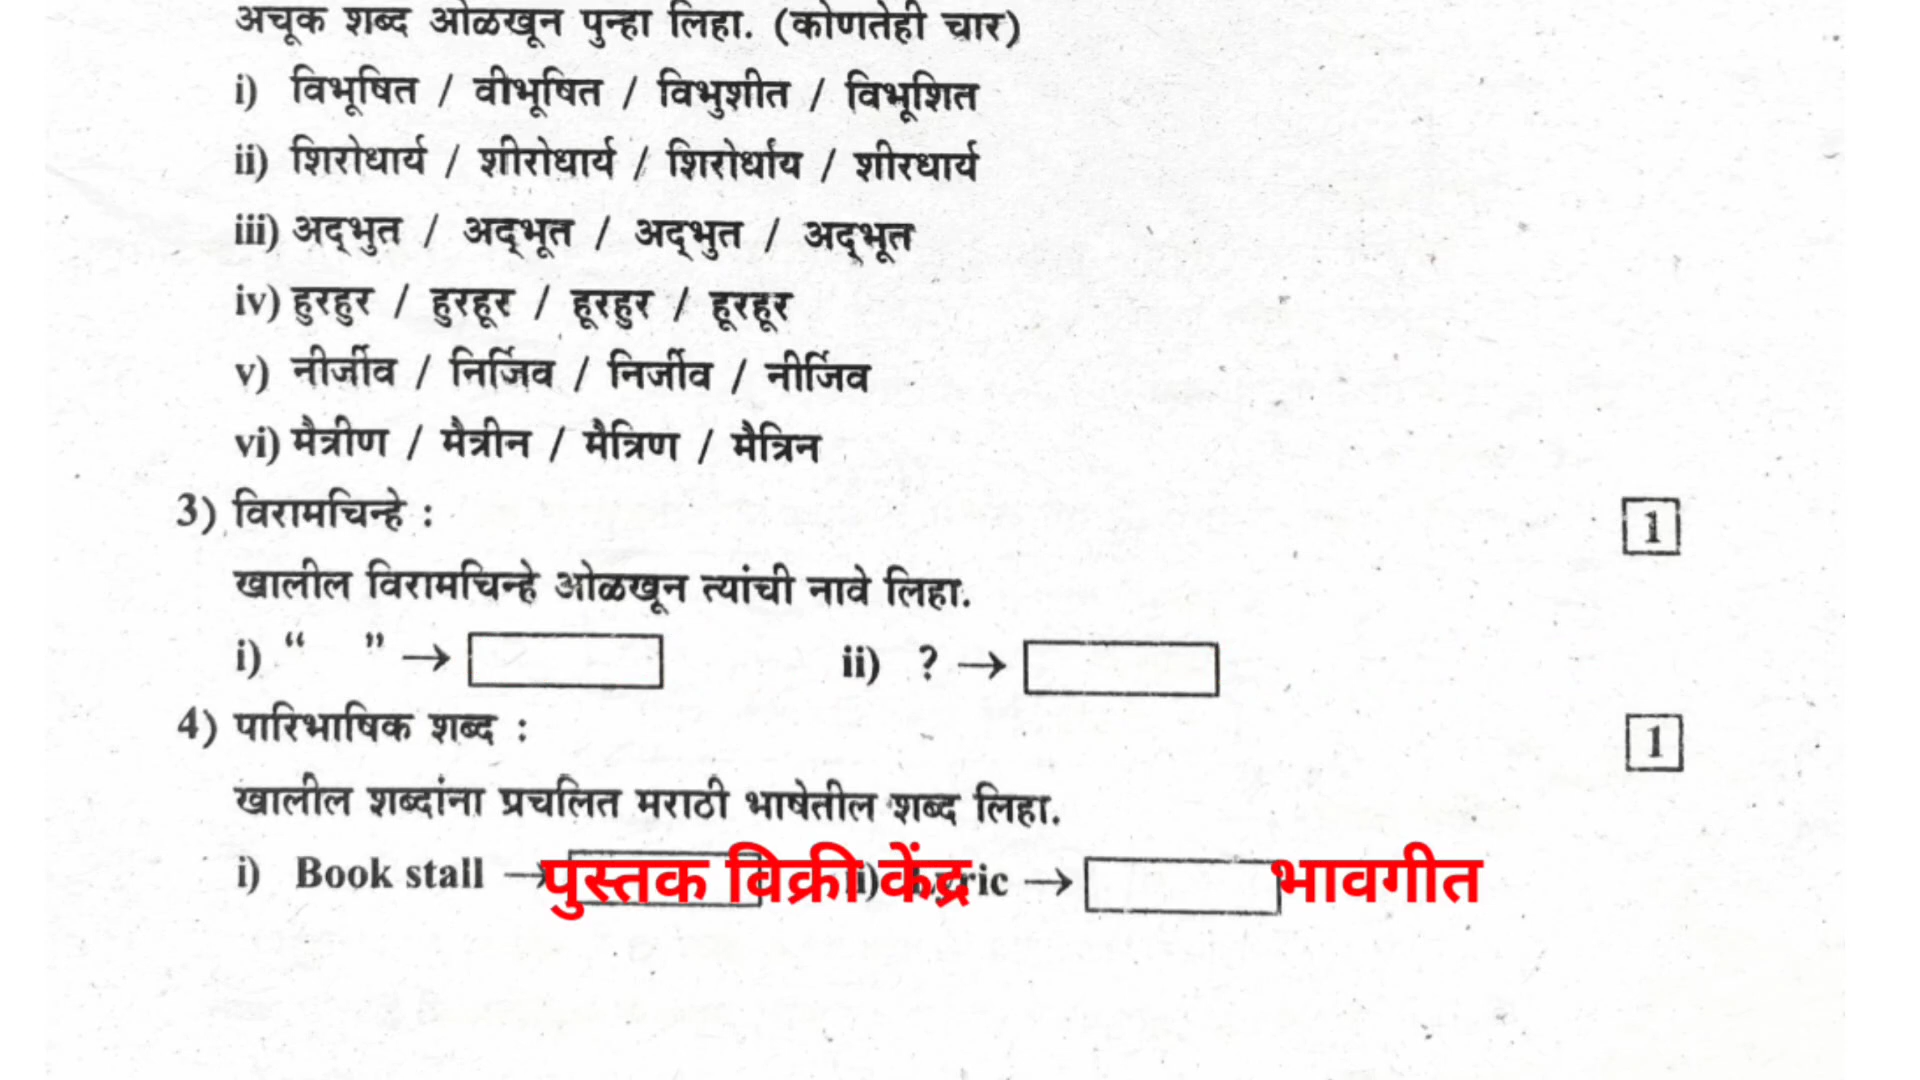 अचूक शब्द ओळखून पुन्हा लिहा. (कोणतेही चार)
i) विभूषित / वीभूषित / विभुशीत / विभूशित
ii) शिरोधार्य / शीरोधार्य / शिरोर्धाय / शीरधार्य
iii) अद्‌भुत / अद्‌भूत / अद्‌भुत / अद्‌भूत
iv) हुरहुर / हुरहूर / हूरहुर / हूरहूर
v) नीर्जीव / निर्जिव / निर्जीव / नीर्जिव
vi) मैत्रीण / मैत्रीन / मैत्रिण / मैत्रिन
3) विरामचिन्हे : 1
खालील विरामचिन्हे ओळखून त्यांची नावे लिहा.
i) “ ” → ii) ? →
4) पारिभाषिक शब्द : 1
खालील शब्दांना प्रचलित मराठी भाषेतील शब्द लिहा.
i) Book stall → पुस्तक विक्री केंद्र → भावगीत